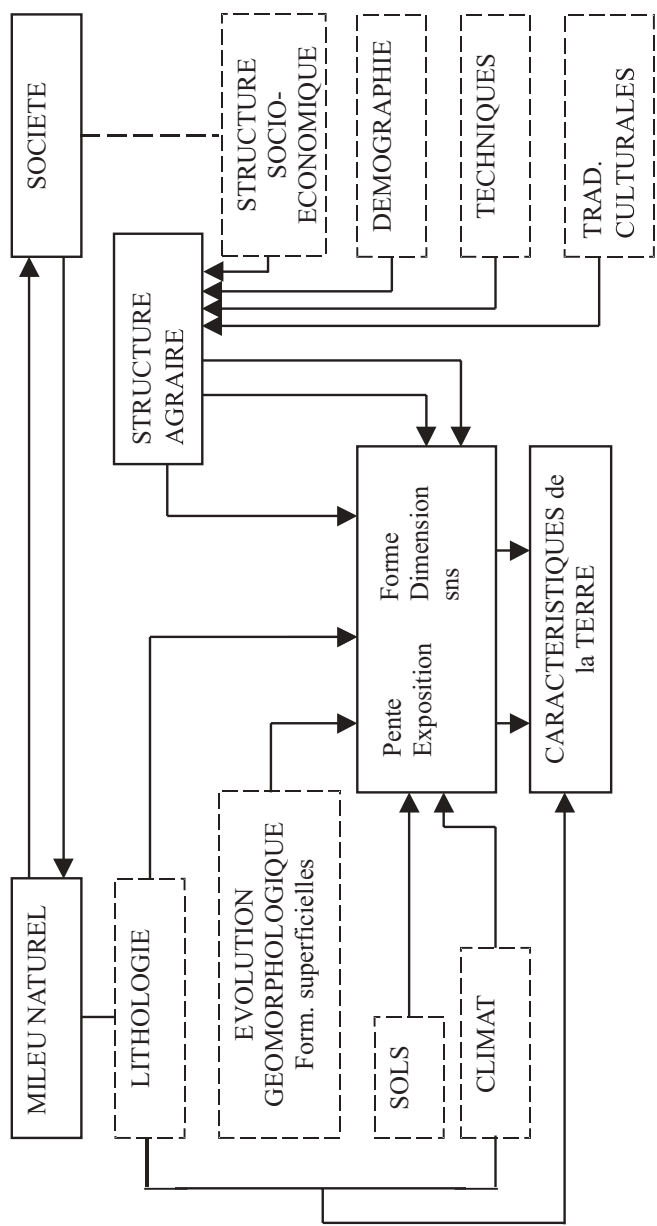 MILEU NATUREL
SOCIETE
LITHOLOGIE
STRUCTURE
AGRAIRE
STRUCTURE
SOCIO-
ECONOMIQUE
EVOLUTION
GEOMORPHOLOGIQUE
Form. superficielles
DEMOGRAPHIE
SOLS
Pente
Exposition
Forme
Dimension
sns
TECHNIQUES
CLIMAT
CARACTERISTIQUES de
la TERRE
TRAD.
CULTURALES